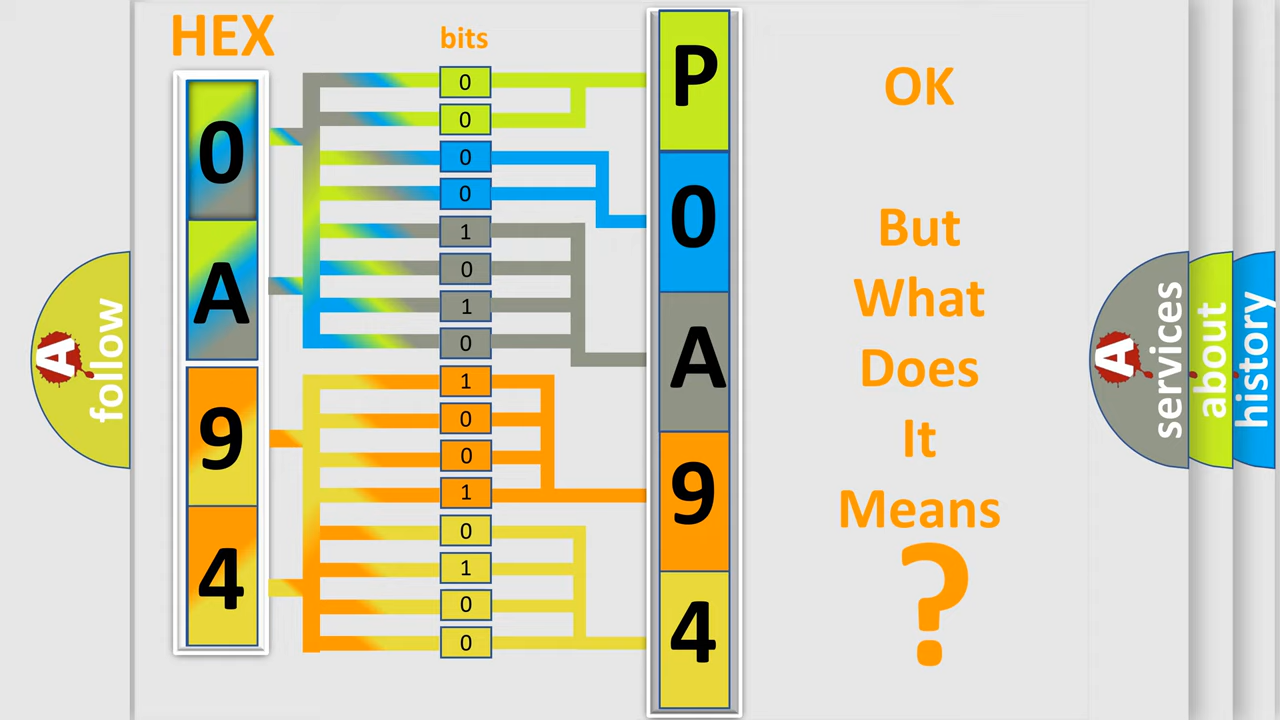 HEX
bits
0
A
9
4
0
0
0
0
1
0
1
0
1
0
0
1
0
1
0
0
P
0
A
9
4
OK
But
What
Does
It
Means
?
A
follow
A
services
about
history